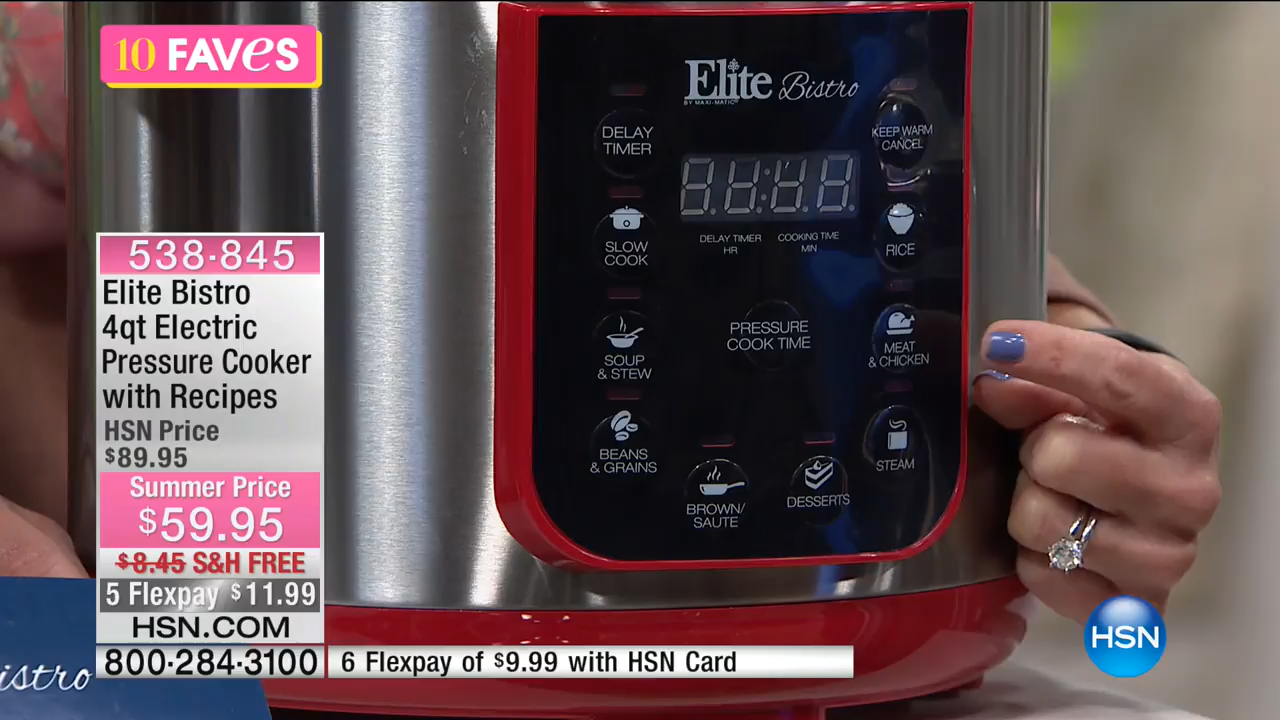 10 FAVES
538-845
Elite Bistro
4qt Electric
Pressure Cooker
with Recipes
HSN Price
$89.95
Summer Price
$59.95
$8.45 S&H FREE
5 Flexpay $11.99
HSN.COM
800-284-3100
6 Flexpay of $9.99 with HSN Card
Elite Bistro
BY MAXI-MATIC
DELAY
TIMER
KEEP WARM
CANCEL
DELAY TIMER
HR
COOKING TIME
MIN
SLOW
COOK
RICE
PRESSURE
COOK TIME
SOUP
& STEW
MEAT
& CHICKEN
BEANS
& GRAINS
STEAM
BROWN/
SAUTE
DESSERTS
istro
HSN